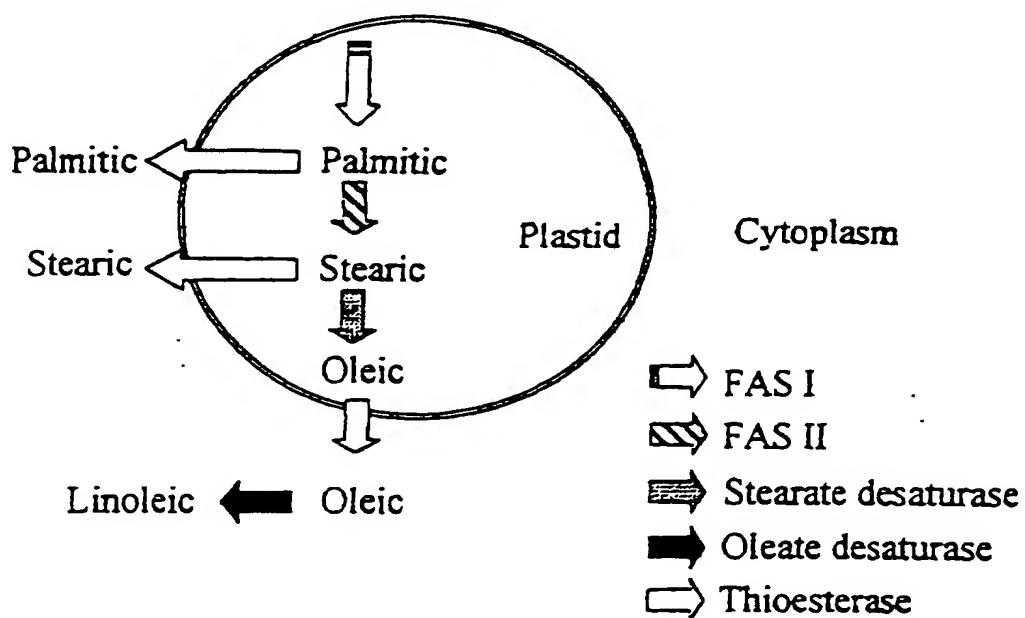 Palmitic Palmitic
Plastid Cytoplasm
Stearic Stearic
Oleic
FAS I
FAS II
Linoleic Oleic
Stearate desaturase
Oleate desaturase
Thioesterase